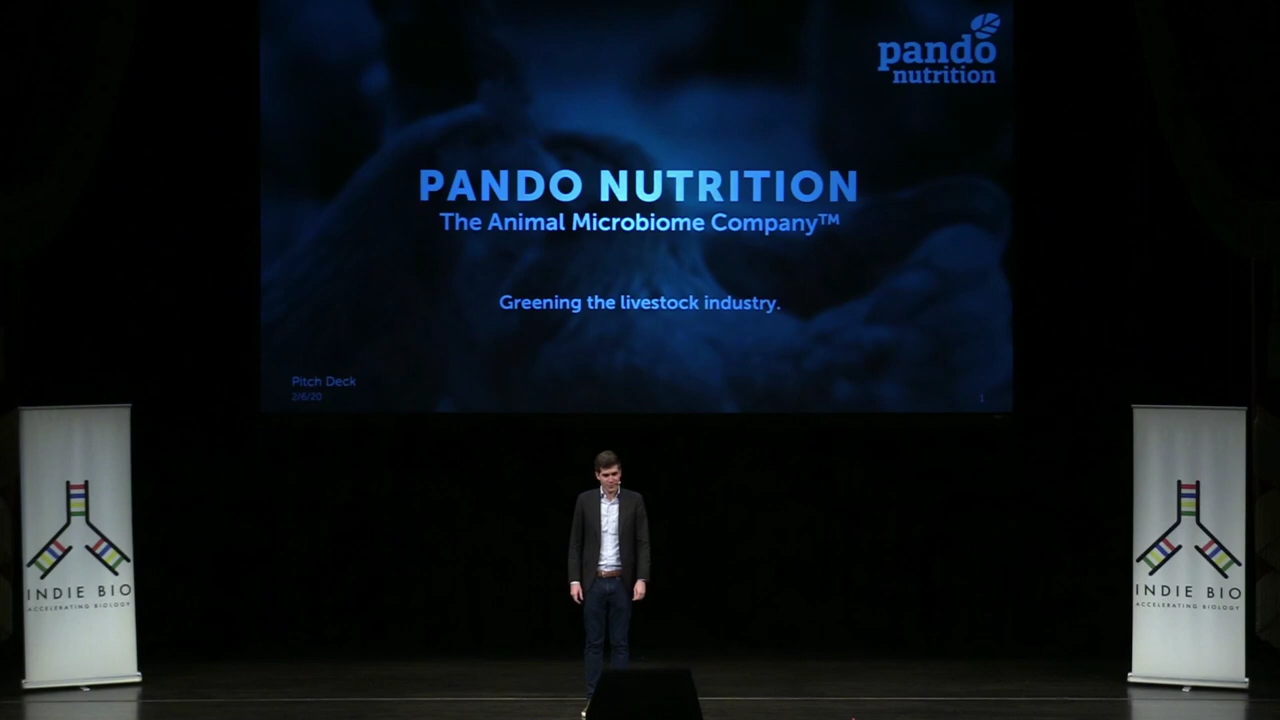 pando
nutrition
PANDO NUTRITION
The Animal Microbiome Company™
Greening the livestock industry.
Pitch Deck
2/6/20
1
INDIE BIO
ACCELERATING BIOLOGY
INDIE BIO
ACCELERATING BIOLOGY